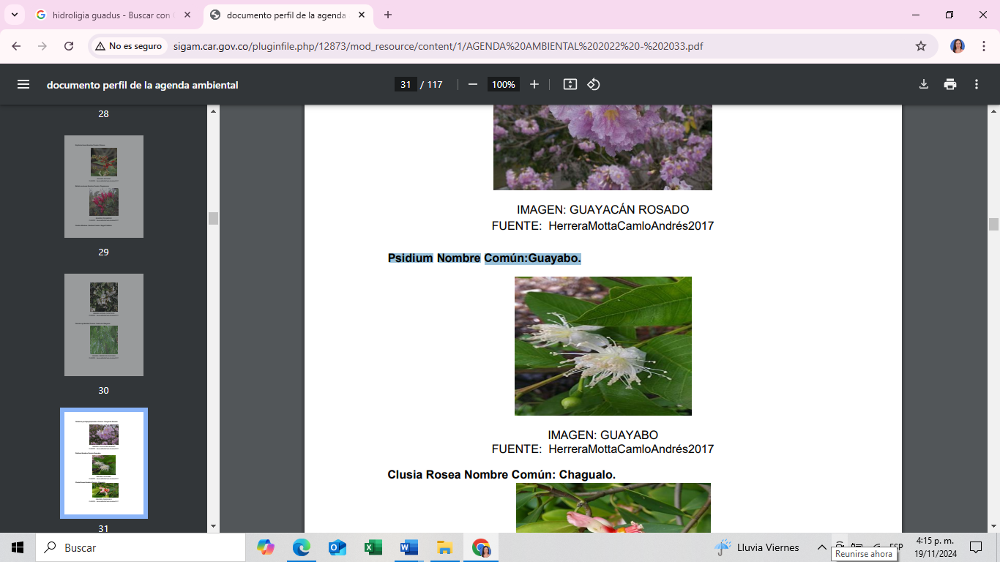 hidroligia guadus - Buscar con
documento perfil de la agenda
No es seguro
sigam.car.gov.co/pluginfile.php/12873/mod_resource/content/1/AGENDA%20AMBIENTAL%202022%20-%202033.pdf
documento perfil de la agenda ambiental
31 / 117
100%
28
29
30
31
IMAGEN: GUAYACÁN ROSADO
FUENTE: HerreraMottaCamloAndrés2017
Psidium Nombre Común:Guayabo.
IMAGEN: GUAYABO
FUENTE: HerreraMottaCamloAndrés2017
Clusia Rosea Nombre Común: Chagualo.
Buscar
Lluvia Viernes
ESP
4:15 p. m.
19/11/2024
Reunirse ahora